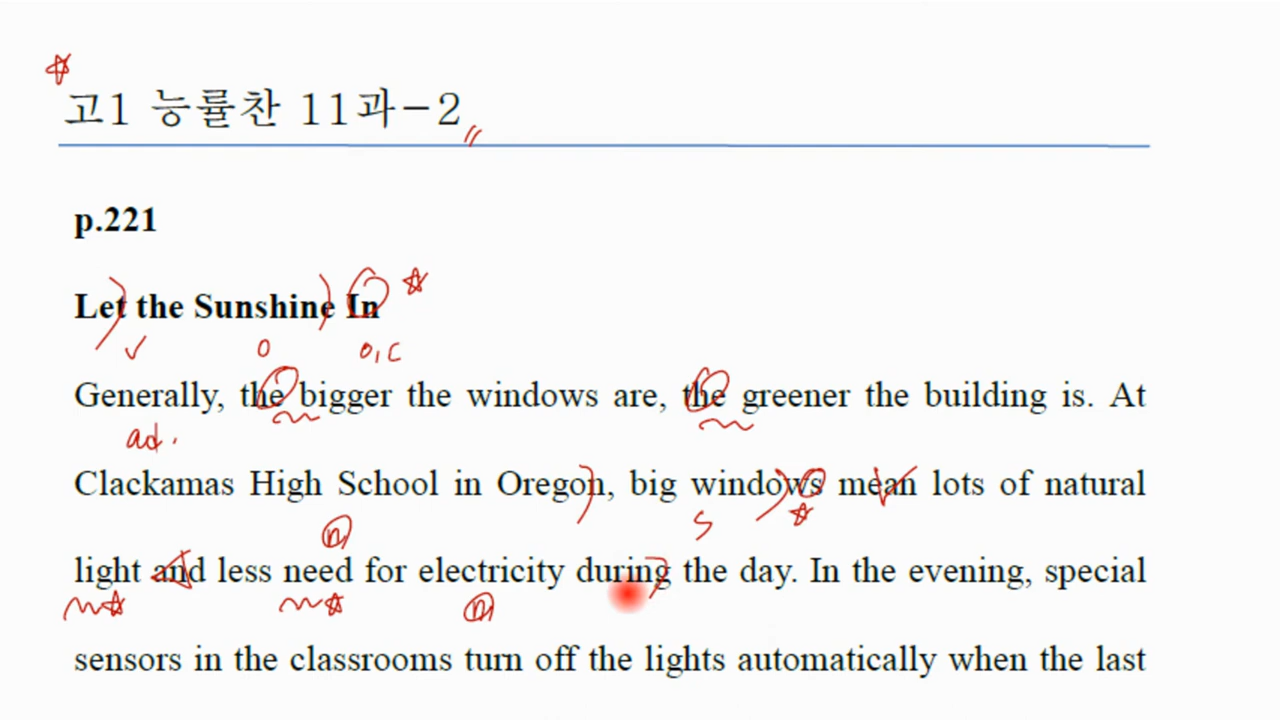 고1 능률찬 11과-2
p.221
Let the Sunshine In
v o o,c
Generally, the bigger the windows are, the greener the building is. At
ad.
Clackamas High School in Oregon, big windows mean lots of natural
n s
light and less need for electricity during the day. In the evening, special
n
sensors in the classrooms turn off the lights automatically when the last